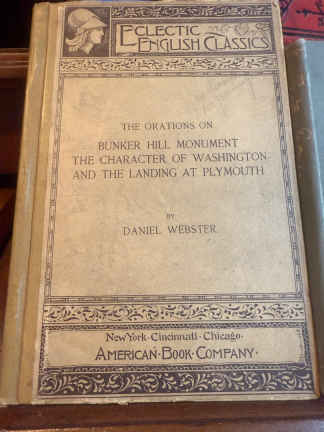 ECLECTIC
ENGLISH CLASSICS
THE ORATIONS ON
BUNKER HILL MONUMENT
THE CHARACTER OF WASHINGTON
AND THE LANDING AT PLYMOUTH
BY
DANIEL WEBSTER
New York · Cincinnati · Chicago ·
AMERICAN · BOOK · COMPANY ·